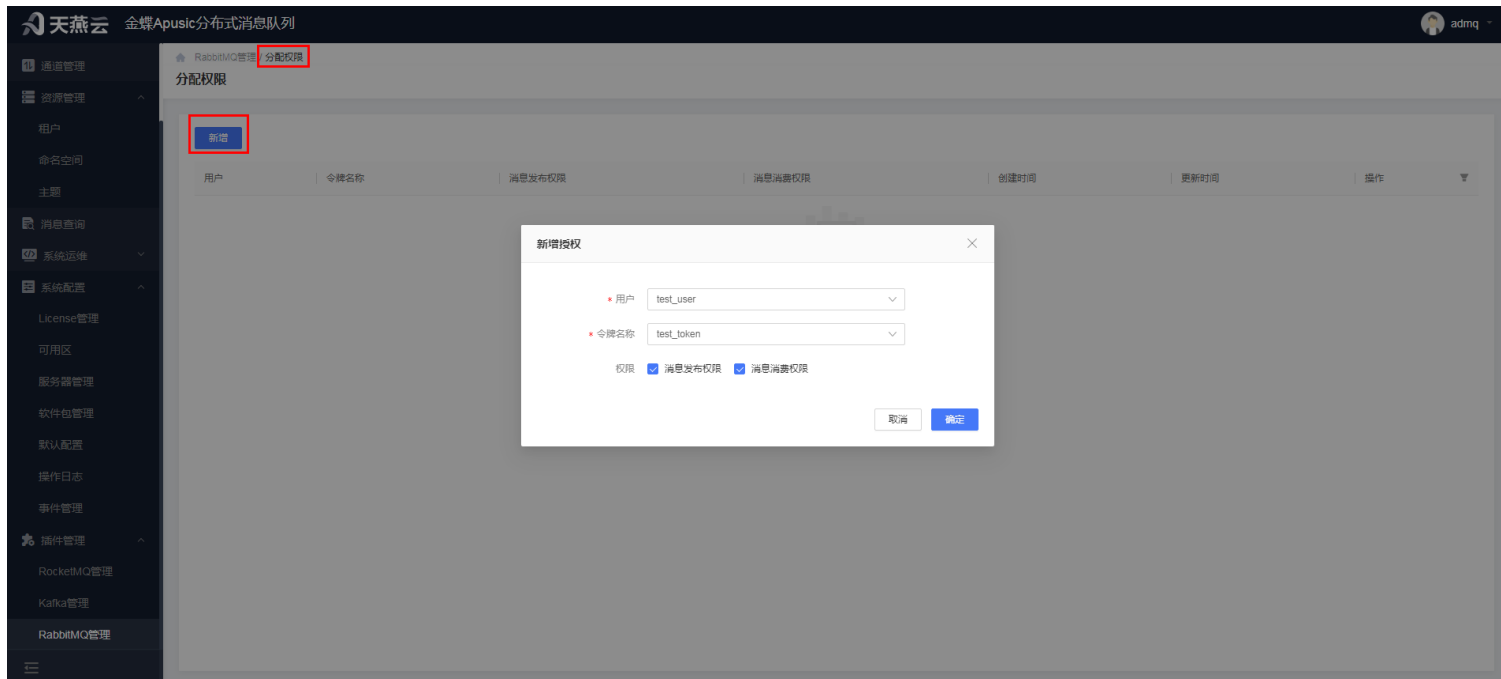 天燕云 金蝶Apusic分布式消息队列
admq
通道管理
资源管理
租户
命名空间
主题
消息查询
系统运维
系统配置
License管理
可用区
服务器管理
软件包管理
默认配置
操作日志
事件管理
插件管理
RocketMQ管理
Kafka管理
RabbitMQ管理
RabbitMQ管理 / 分配权限
分配权限
新增
用户 令牌名称 消息发布权限 消息消费权限 创建时间 更新时间 操作
新增授权
* 用户 test_user
* 令牌名称 test_token
权限 消息发布权限 消息消费权限
取消 确定